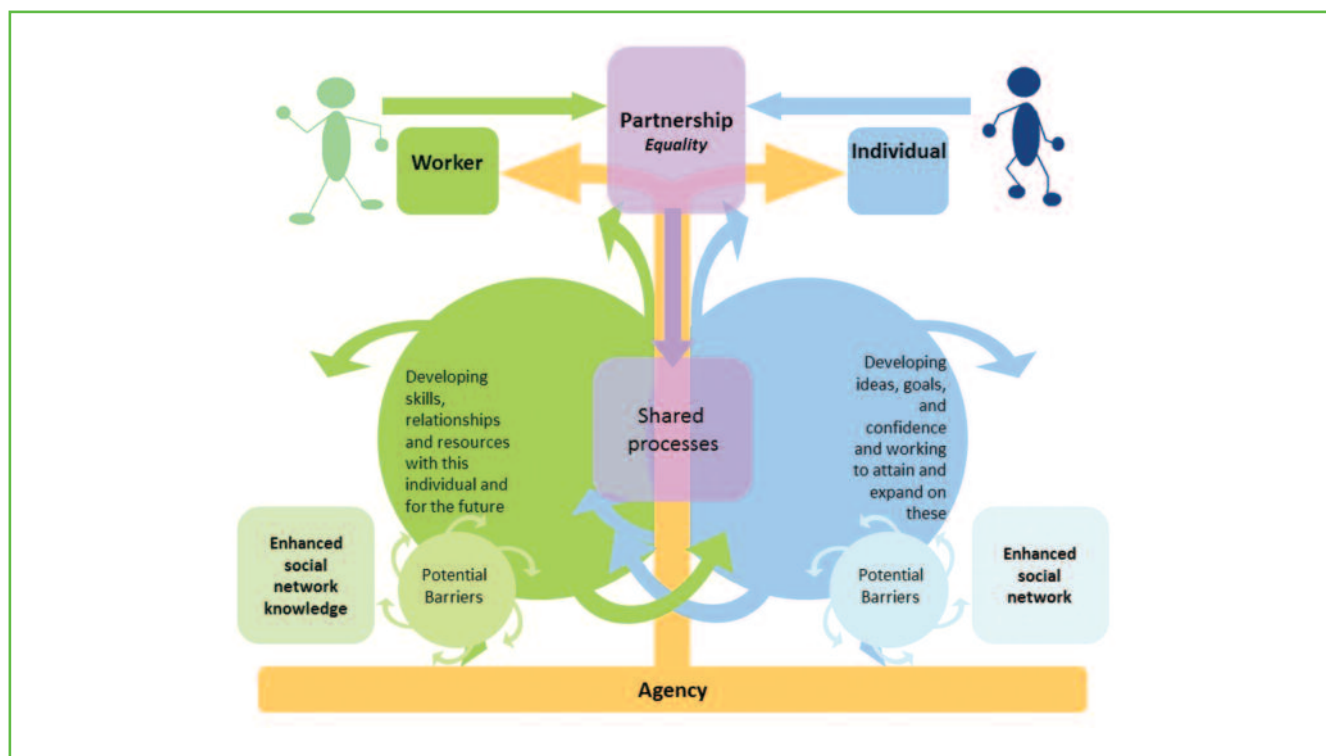 Partnership
Equality
Worker
Individual
Developing
skills,
relationships
and resources
with this
individual and
for the future
Shared
processes
Developing
ideas, goals,
and
confidence
and working
to attain and
expand on
these
Enhanced
social
network
knowledge
Potential
Barriers
Potential
Barriers
Enhanced
social
network
Agency